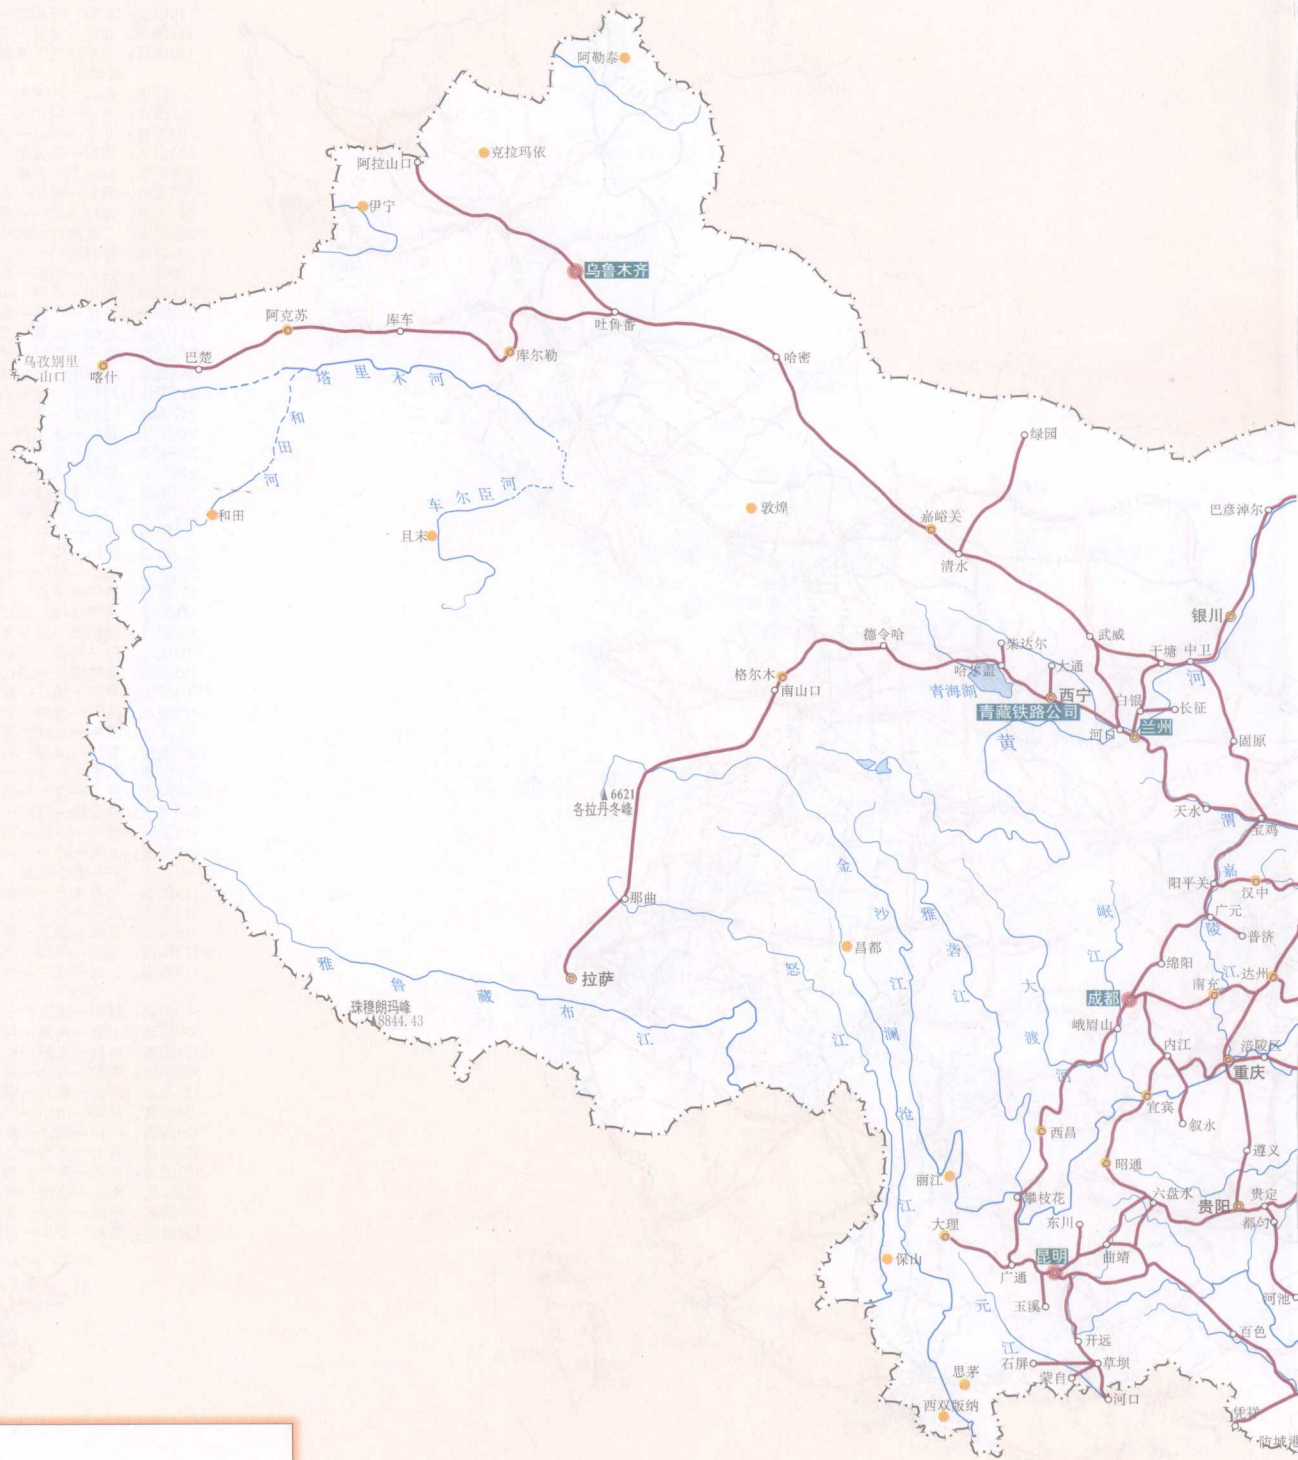 阿勒泰
克拉玛依
阿拉山口
伊宁
乌鲁木齐
吐鲁番
阿克苏
库车
库尔勒
巴楚
乌孜别里
山口
喀什
哈密
塔里木河
和田河
和田
车尔臣河
且末
敦煌
绿园
嘉峪关
清水
巴彦淖尔
银川
武威
干塘
中卫
河
德令哈
柴达尔
哈尔盖
大通
格尔木
南山口
青海湖
西宁
青藏铁路公司
白银
长征
河口
兰州
黄
固原
天水
渭
宝鸡
6621
各拉丹冬峰
阳平关
嘉
汉中
广元
陵
普济
江
达州
南充
绵阳
成都
峨眉山
内江
涪陵区
重庆
宜宾
叙永
那曲
拉萨
昌都
金沙江
雅砻江
岷江
大渡河
怒江
澜沧江
雅鲁藏布江
珠穆朗玛峰
8844.43
西昌
昭通
遵义
丽江
攀枝花
六盘水
贵阳
贵定
都匀
大理
东川
昆明
曲靖
广通
保山
玉溪
元江
河池
百色
开远
石屏
草坝
蒙自
河口
思茅
西双版纳
凭祥
防城港